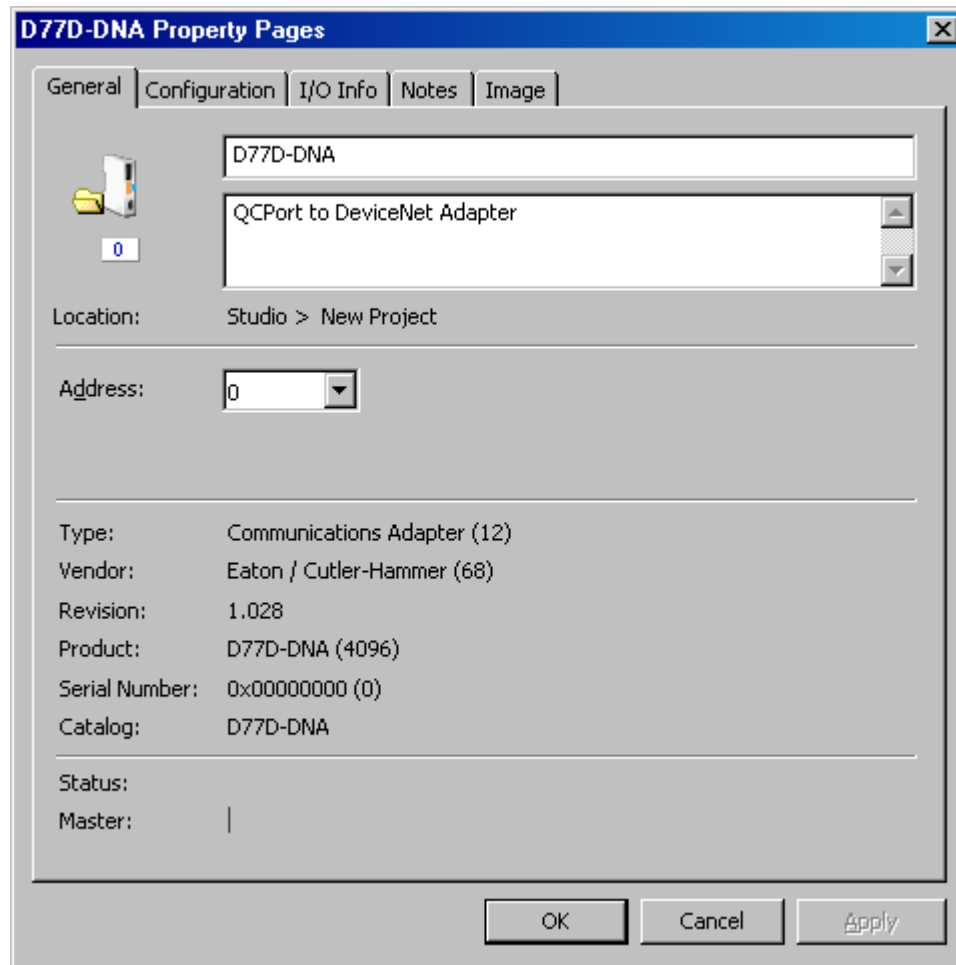 D77D-DNA Property Pages
General Configuration I/O Info Notes Image
D77D-DNA
QCPort to DeviceNet Adapter
0
Location: Studio > New Project
Address: 0
Type: Communications Adapter (12)
Vendor: Eaton / Cutler-Hammer (68)
Revision: 1.028
Product: D77D-DNA (4096)
Serial Number: 0x00000000 (0)
Catalog: D77D-DNA
Status:
Master:
OK Cancel Apply